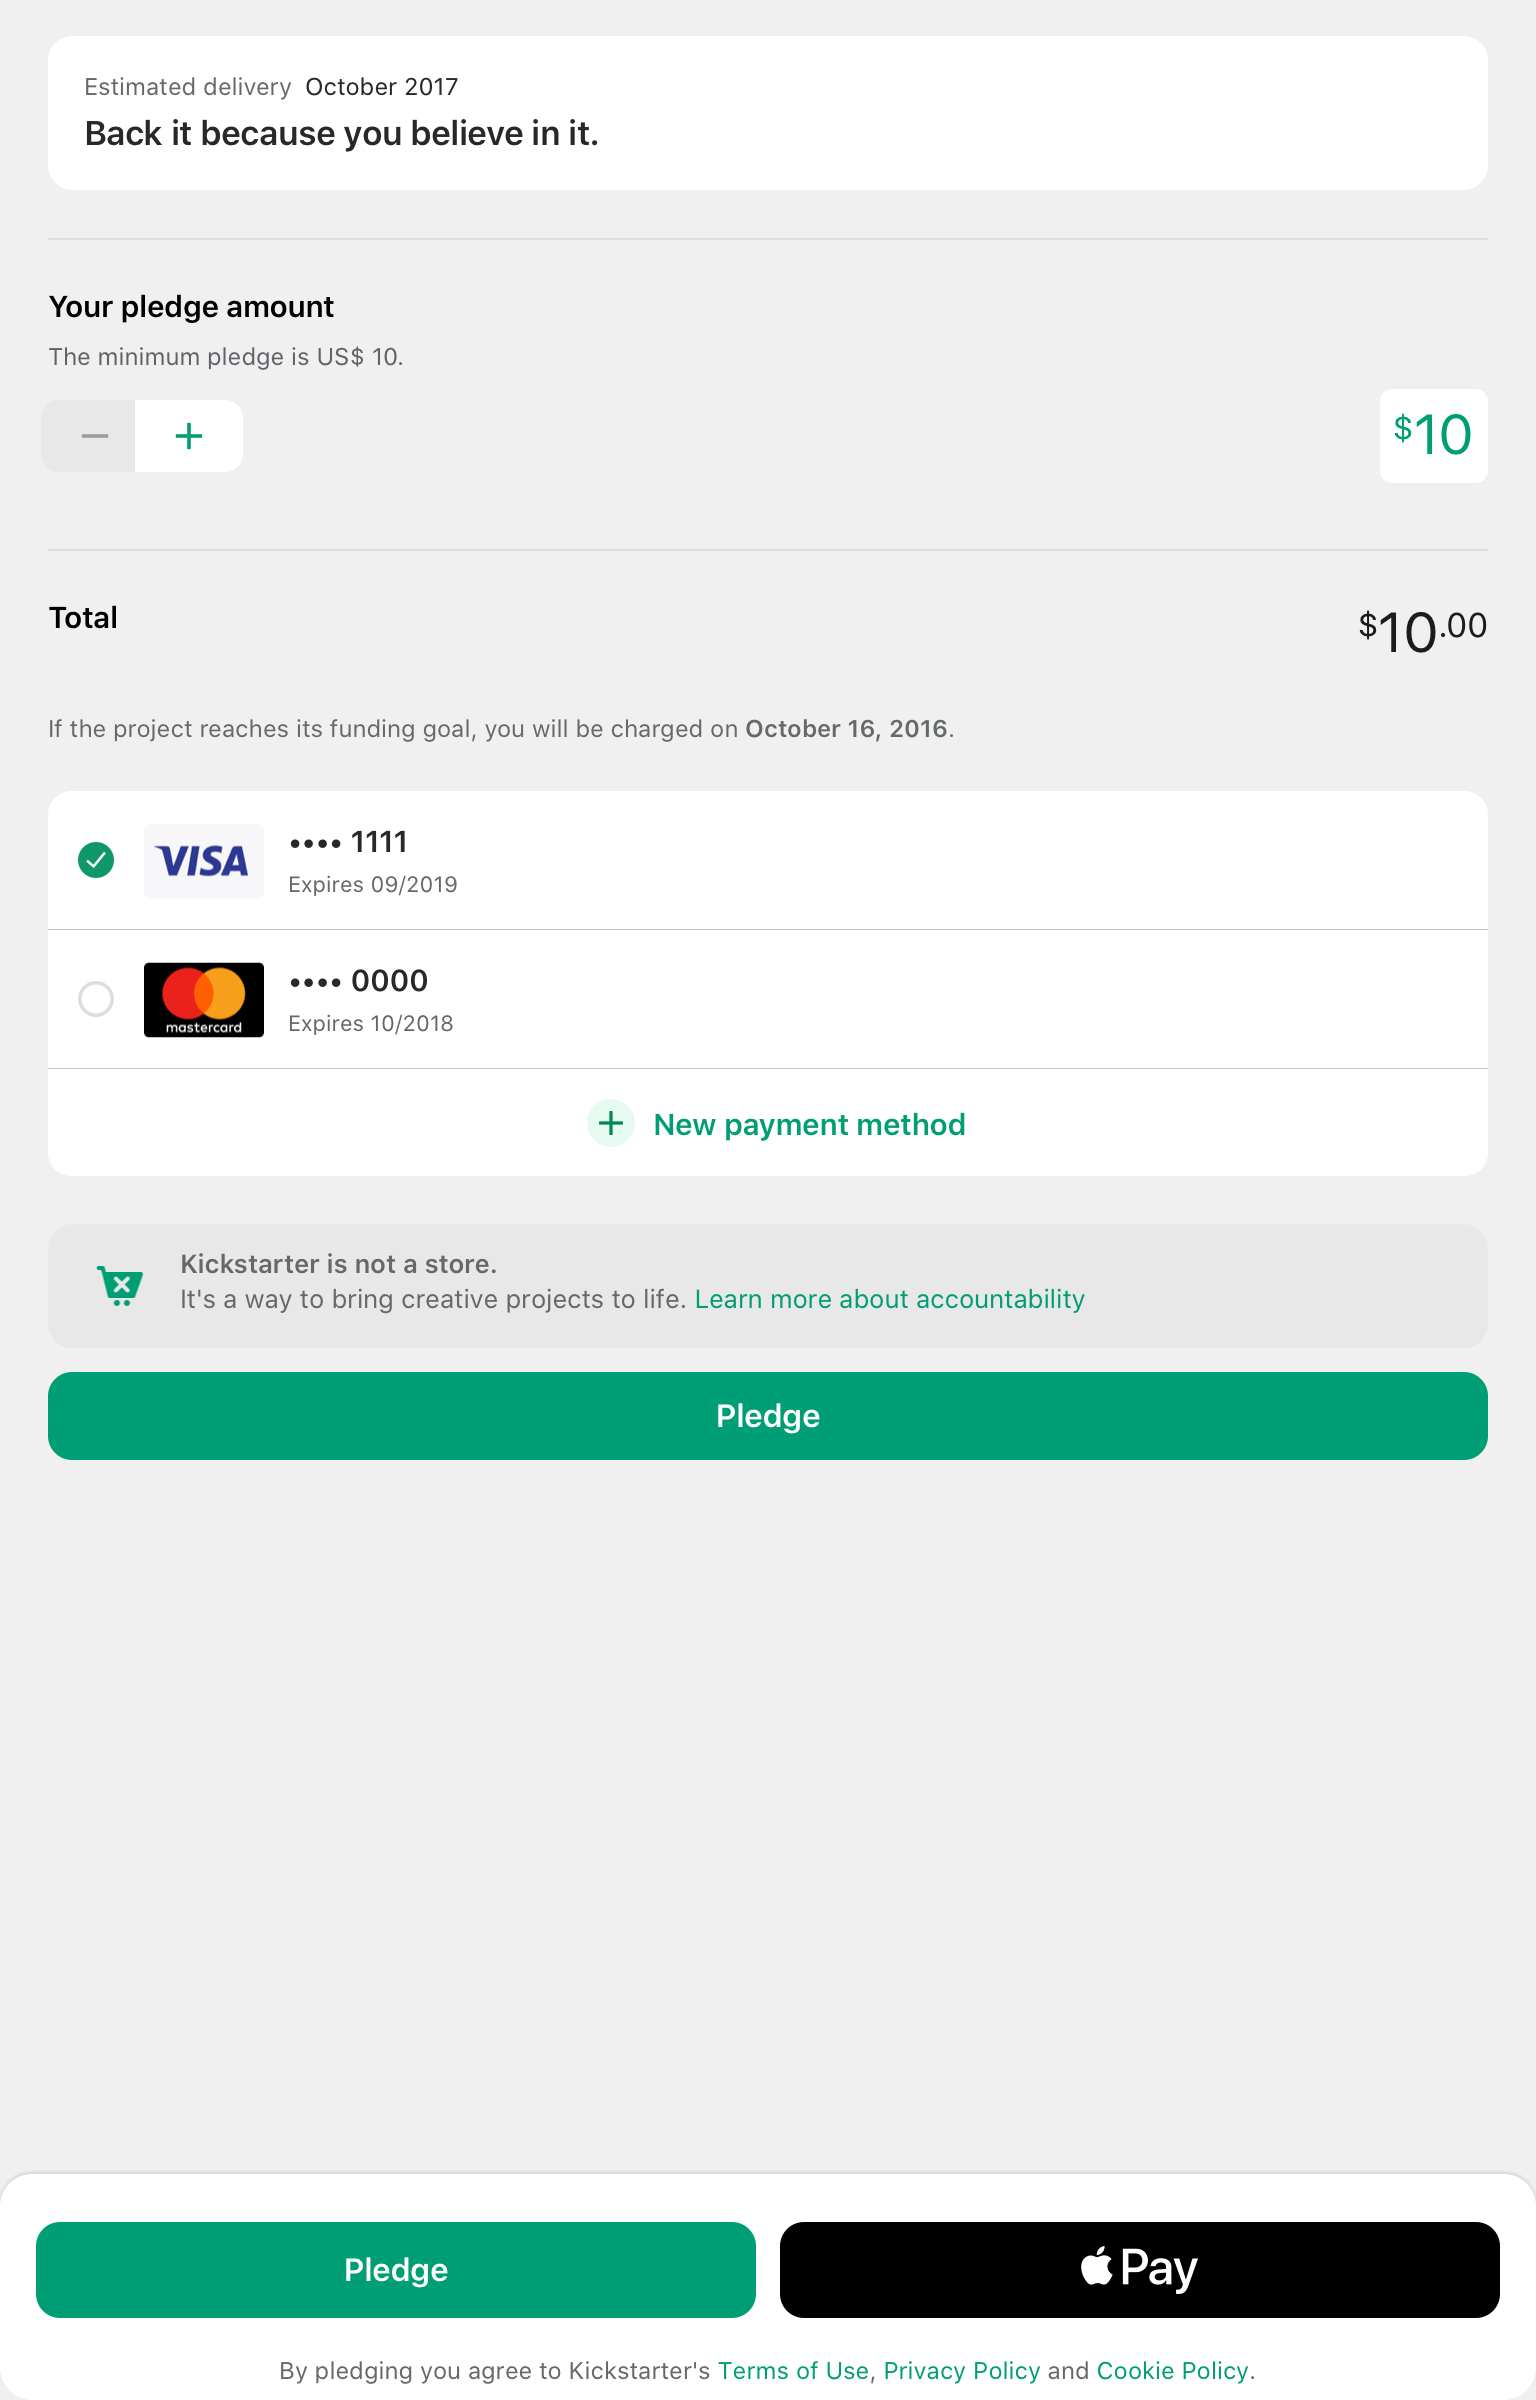 Estimated delivery October 2017
Back it because you believe in it.
Your pledge amount
The minimum pledge is US$ 10.
$10
Total
$10.00
If the project reaches its funding goal, you will be charged on October 16, 2016.
VISA
•••• 1111
Expires 09/2019
mastercard
•••• 0000
Expires 10/2018
New payment method
Kickstarter is not a store.
It's a way to bring creative projects to life. Learn more about accountability
Pledge
Pledge
Pay
By pledging you agree to Kickstarter's Terms of Use, Privacy Policy and Cookie Policy.